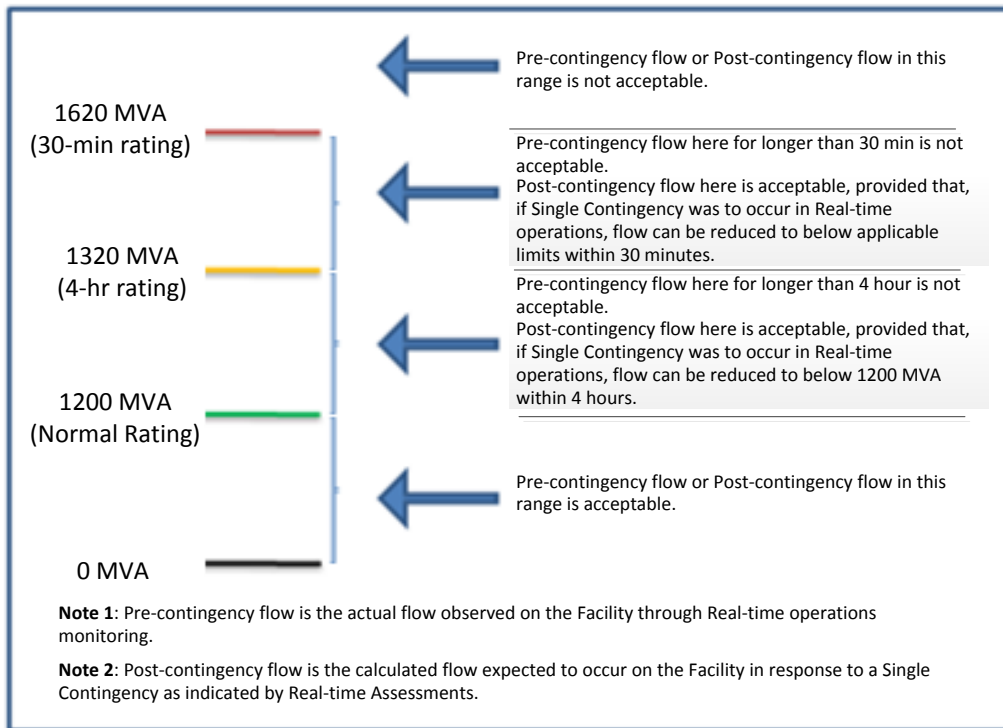 Pre-contingency flow or Post-contingency flow in this
range is not acceptable.
1620 MVA
(30-min rating)
Pre-contingency flow here for longer than 30 min is not
acceptable.
Post-contingency flow here is acceptable, provided that,
if Single Contingency was to occur in Real-time
operations, flow can be reduced to below applicable
limits within 30 minutes.
1320 MVA
(4-hr rating)
Pre-contingency flow here for longer than 4 hour is not
acceptable.
Post-contingency flow here is acceptable, provided that,
if Single Contingency was to occur in Real-time
operations, flow can be reduced to below 1200 MVA
within 4 hours.
1200 MVA
(Normal Rating)
Pre-contingency flow or Post-contingency flow in this
range is acceptable.
0 MVA
Note 1: Pre-contingency flow is the actual flow observed on the Facility through Real-time operations
monitoring.
Note 2: Post-contingency flow is the calculated flow expected to occur on the Facility in response to a Single
Contingency as indicated by Real-time Assessments.